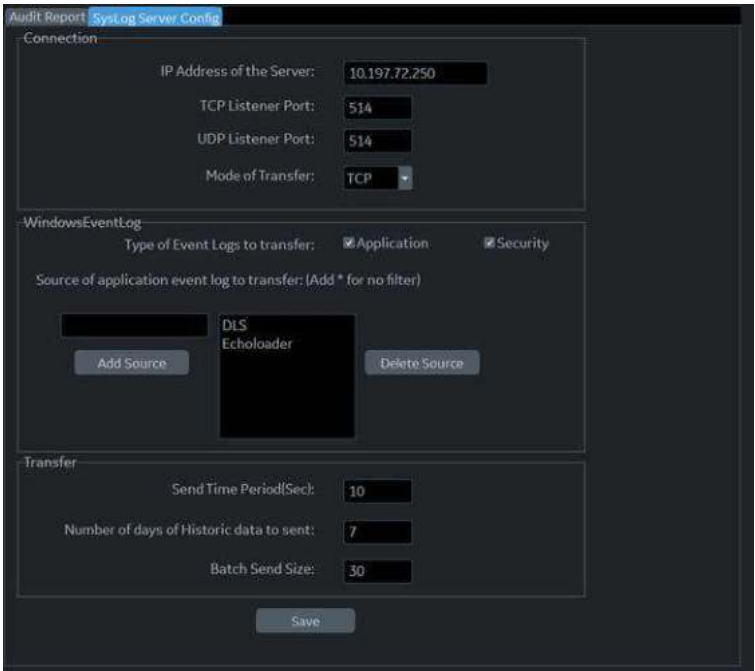 Audit Report SysLog Server Config
Connection
IP Address of the Server: 10.197.72.250
TCP Listener Port: 514
UDP Listener Port: 514
Mode of Transfer: TCP
WindowsEventLog
Type of Event Logs to transfer: Application Security
Source of application event log to transfer: (Add * for no filter)
DLS
Echoloader
Add Source Delete Source
Transfer
Send Time Period(Sec): 10
Number of days of Historic data to sent: 7
Batch Send Size: 30
Save